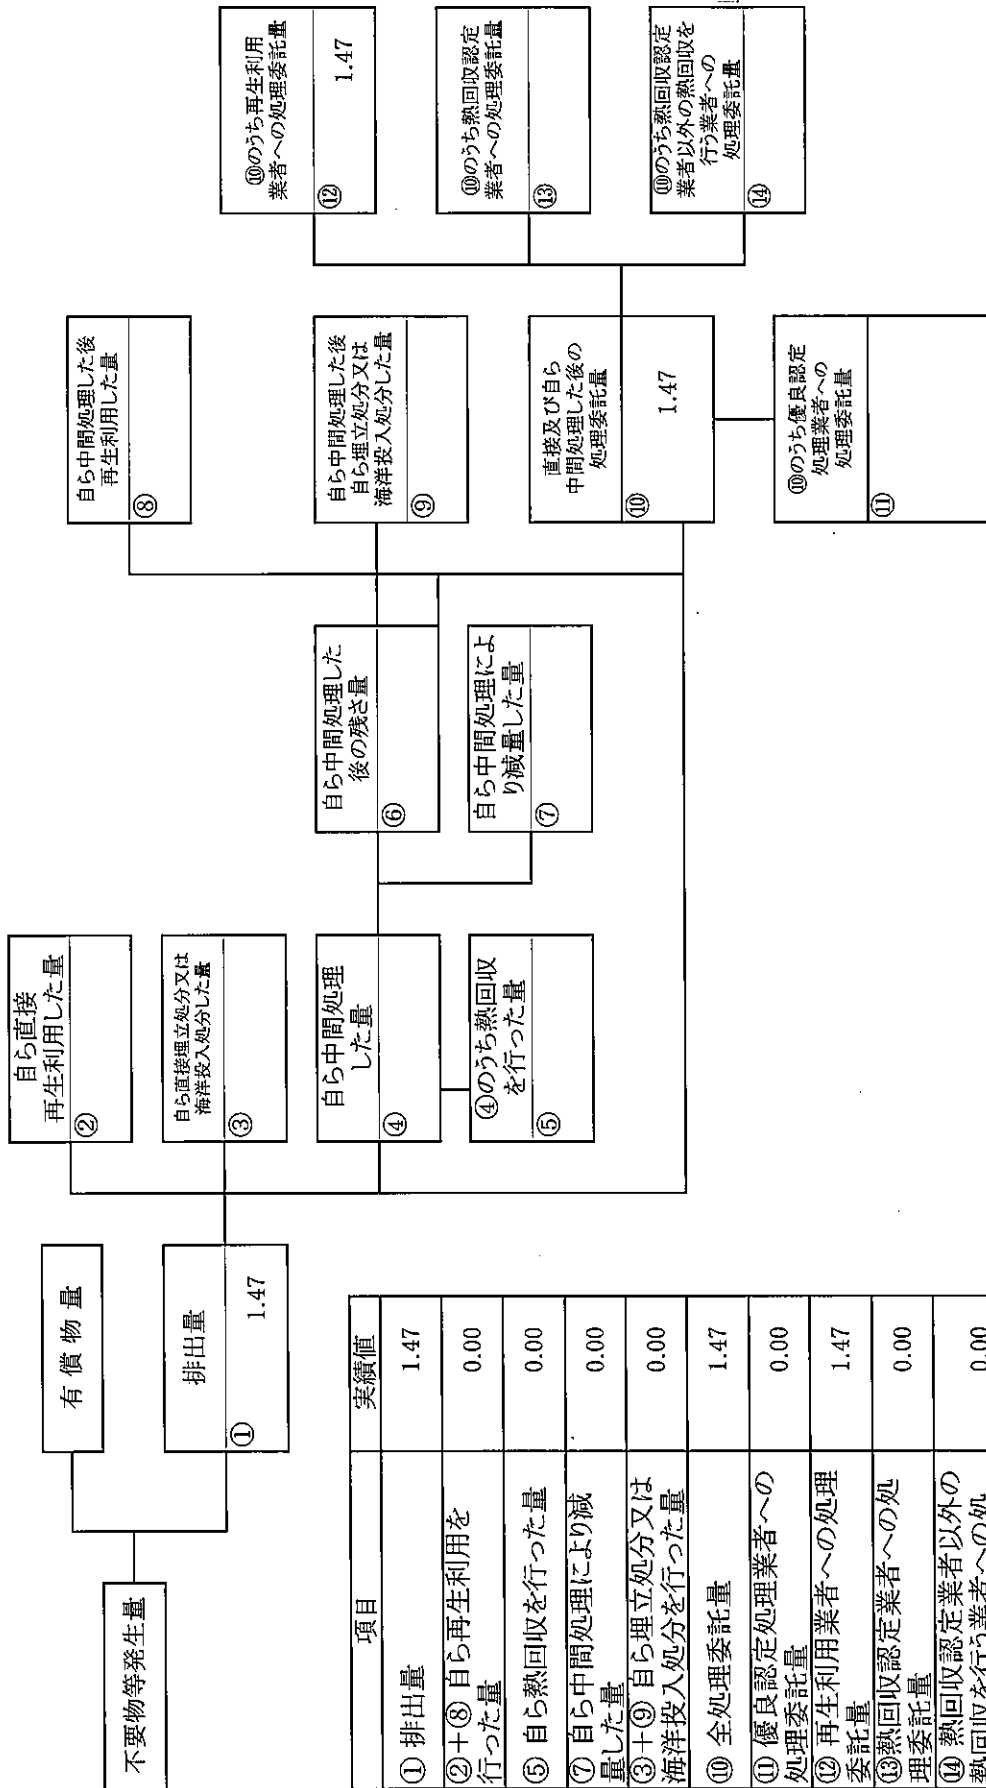 不要物等発生量
有償物量
排出量
①
1.47
自ら直接
再生利用した量
②
自ら直接埋立処分又は
海洋投入処分した量
③
自ら中間処理
した量
④
④のうち熱回収
を行った量
⑤
自ら中間処理した
後の残さ量
⑥
自ら中間処理によ
り減量した量
⑦
自ら中間処理した後
再生利用した量
⑧
自ら中間処理した後
自ら埋立処分又は
海洋投入処分した量
⑨
直接及び自ら
中間処理した後の
処理委託量
⑩
1.47
⑩のうち優良認定
処理業者への
処理委託量
⑪
⑩のうち再生利用
業者への処理委託量
⑫
1.47
⑩のうち熱回収認定
業者への処理委託量
⑬
⑩のうち熱回収認定
業者以外の熱回収を
行う業者への
処理委託量
⑭
項目 実績値
① 排出量 1.47
②+⑧ 自ら再生利用を
行った量 0.00
⑤ 自ら熱回収を行った量 0.00
⑦ 自ら中間処理により減
量した量 0.00
③+⑨ 自ら埋立処分又は
海洋投入処分を行った量 0.00
⑩ 全処理委託量 1.47
⑪ 優良認定処理業者への
処理委託量 0.00
⑫ 再生利用業者への処理
委託量 1.47
⑬熱回収認定業者への処
理委託量 0.00
⑭ 熱回収認定業者以外の
熱回収を行う業者への処 0.00